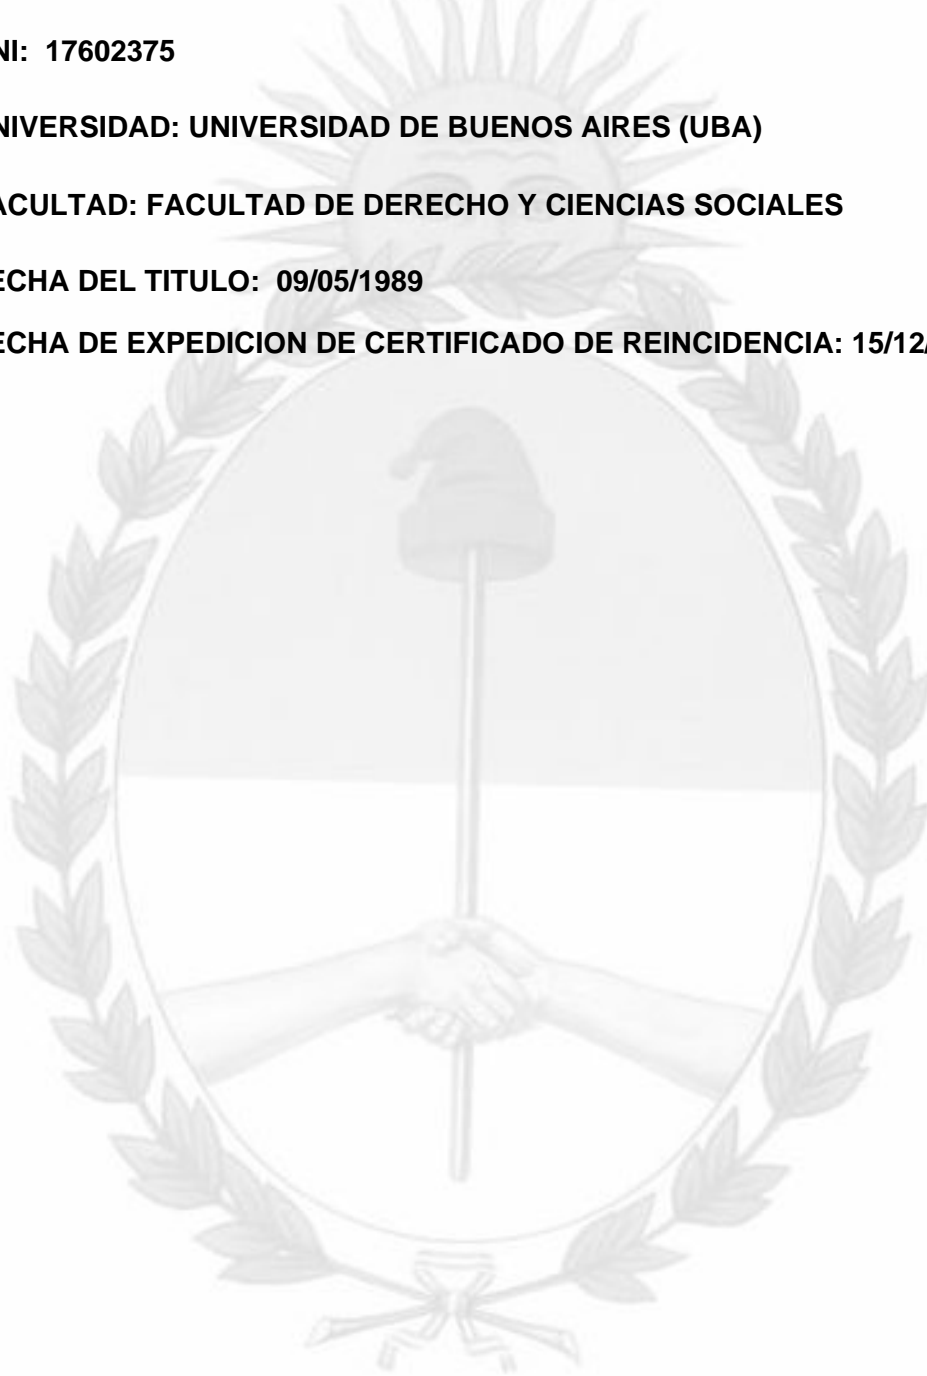 NI: 17602375
NIVERSIDAD: UNIVERSIDAD DE BUENOS AIRES (UBA)
ACULTAD: FACULTAD DE DERECHO Y CIENCIAS SOCIALES
ECHA DEL TITULO: 09/05/1989
ECHA DE EXPEDICION DE CERTIFICADO DE REINCIDENCIA: 15/12/